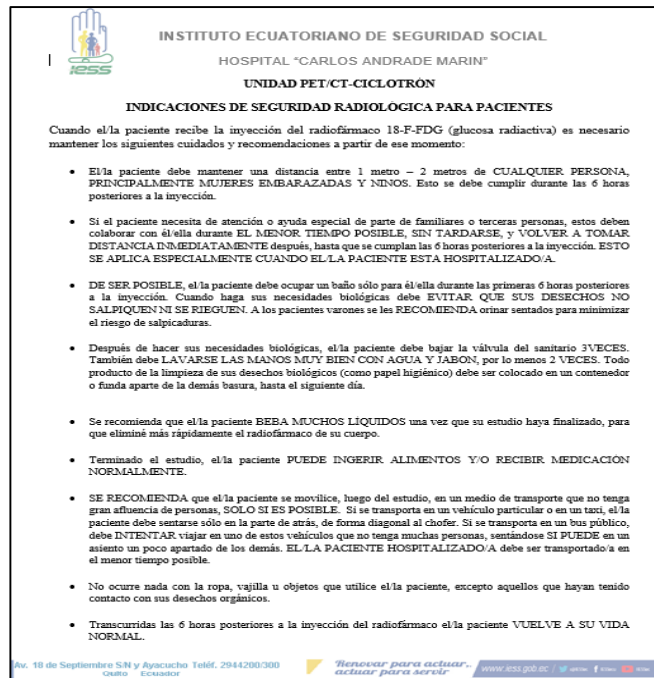 iess
INSTITUTO ECUATORIANO DE SEGURIDAD SOCIAL
HOSPITAL "CARLOS ANDRADE MARIN"
UNIDAD PET/CT-CICLOTRÓN
INDICACIONES DE SEGURIDAD RADIOLÓGICA PARA PACIENTES
Cuando el/la paciente recibe la inyección del radiofármaco 18-F-FDG (glucosa radiactiva) es necesario
mantener los siguientes cuidados y recomendaciones a partir de ese momento:
• El/la paciente debe mantener una distancia entre 1 metro – 2 metros de CUALQUIER PERSONA,
PRINCIPALMENTE MUJERES EMBARAZADAS Y NINOS. Esto se debe cumplir durante las 6 horas
posteriores a la inyección.
• Si el paciente necesita de atención o ayuda especial de parte de familiares o terceras personas, estos deben
colaborar con él/ella durante EL MENOR TIEMPO POSIBLE, SIN TARDARSE, y VOLVER A TOMAR
DISTANCIA INMEDIATAMENTE después, hasta que se cumplan las 6 horas posteriores a la inyección. ESTO
SE APLICA ESPECIALMENTE CUANDO EL/LA PACIENTE ESTA HOSPITALIZADO/A.
• DE SER POSIBLE, el/la paciente debe ocupar un baño sólo para él/ella durante las primeras 6 horas posteriores
a la inyección. Cuando haga sus necesidades biológicas debe EVITAR QUE SUS DESECHOS NO
SALPIQUEN NI SE RIEGUEN. A los pacientes varones se les RECOMIENDA orinar sentados para minimizar
el riesgo de salpicaduras.
• Después de hacer sus necesidades biológicas, el/la paciente debe bajar la válvula del sanitario 3VECES.
También debe LAVARSE LAS MANOS MUY BIEN CON AGUA Y JABON, por lo menos 2 VECES. Todo
producto de la limpieza de sus desechos biológicos (como papel higiénico) debe ser colocado en un contenedor
o funda aparte de la demás basura, hasta el siguiente día.
• Se recomienda que el/la paciente BEBA MUCHOS LÍQUIDOS una vez que su estudio haya finalizado, para
que eliminé más rápidamente el radiofármaco de su cuerpo.
• Terminado el estudio, el/la paciente PUEDE INGERIR ALIMENTOS Y/O RECIBIR MEDICACIÓN
NORMALMENTE.
• SE RECOMIENDA que el/la paciente se movilice, luego del estudio, en un medio de transporte que no tenga
gran afluencia de personas, SOLO SI ES POSIBLE. Si se transporta en un vehículo particular o en un taxi, el/la
paciente debe sentarse sólo en la parte de atrás, de forma diagonal al chofer. Si se transporta en un bus público,
debe INTENTAR viajar en uno de estos vehículos que no tenga muchas personas, sentándose SI PUEDE en un
asiento un poco apartado de los demás. EL/LA PACIENTE HOSPITALIZADO/A debe ser transportado/a en
el menor tiempo posible.
• No ocurre nada con la ropa, vajilla u objetos que utilice el/la paciente, excepto aquellos que hayan tenido
contacto con sus desechos orgánicos.
• Transcurridas las 6 horas posteriores a la inyección del radiofármaco el/la paciente VUELVE A SU VIDA
NORMAL.
Av. 18 de Septiembre S/N y Ayacucho Teléf. 2944200/300
Quito Ecuador
Renovar para actuar..
actuar para servir
www.iess.gob.ec